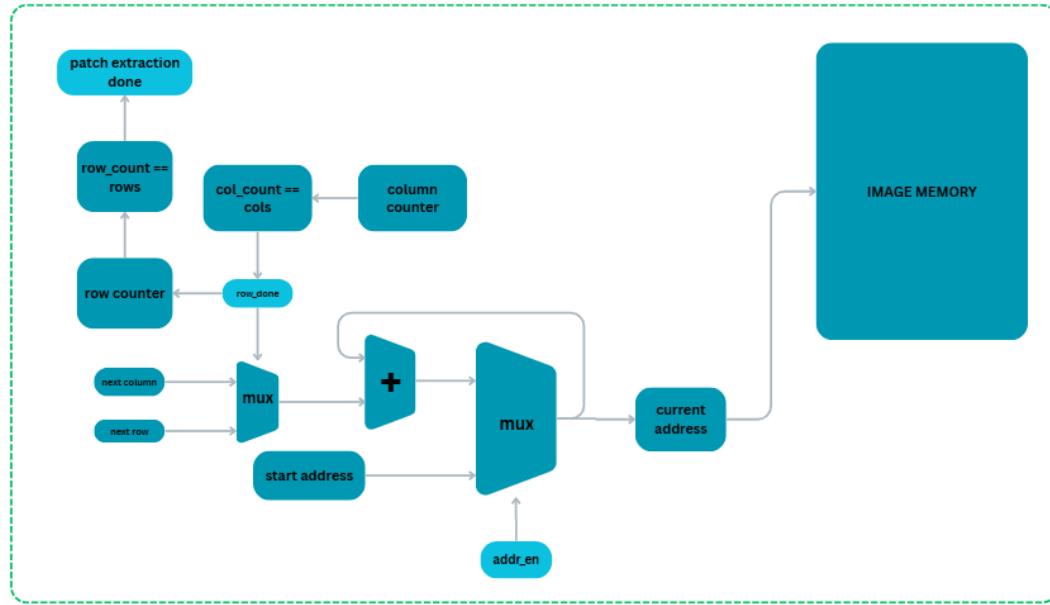 patch extraction
done
row_count ==
rows
col_count ==
cols
column
counter
IMAGE MEMORY
row counter
row_done
next column
next row
mux
+
mux
current
address
start address
addr_en